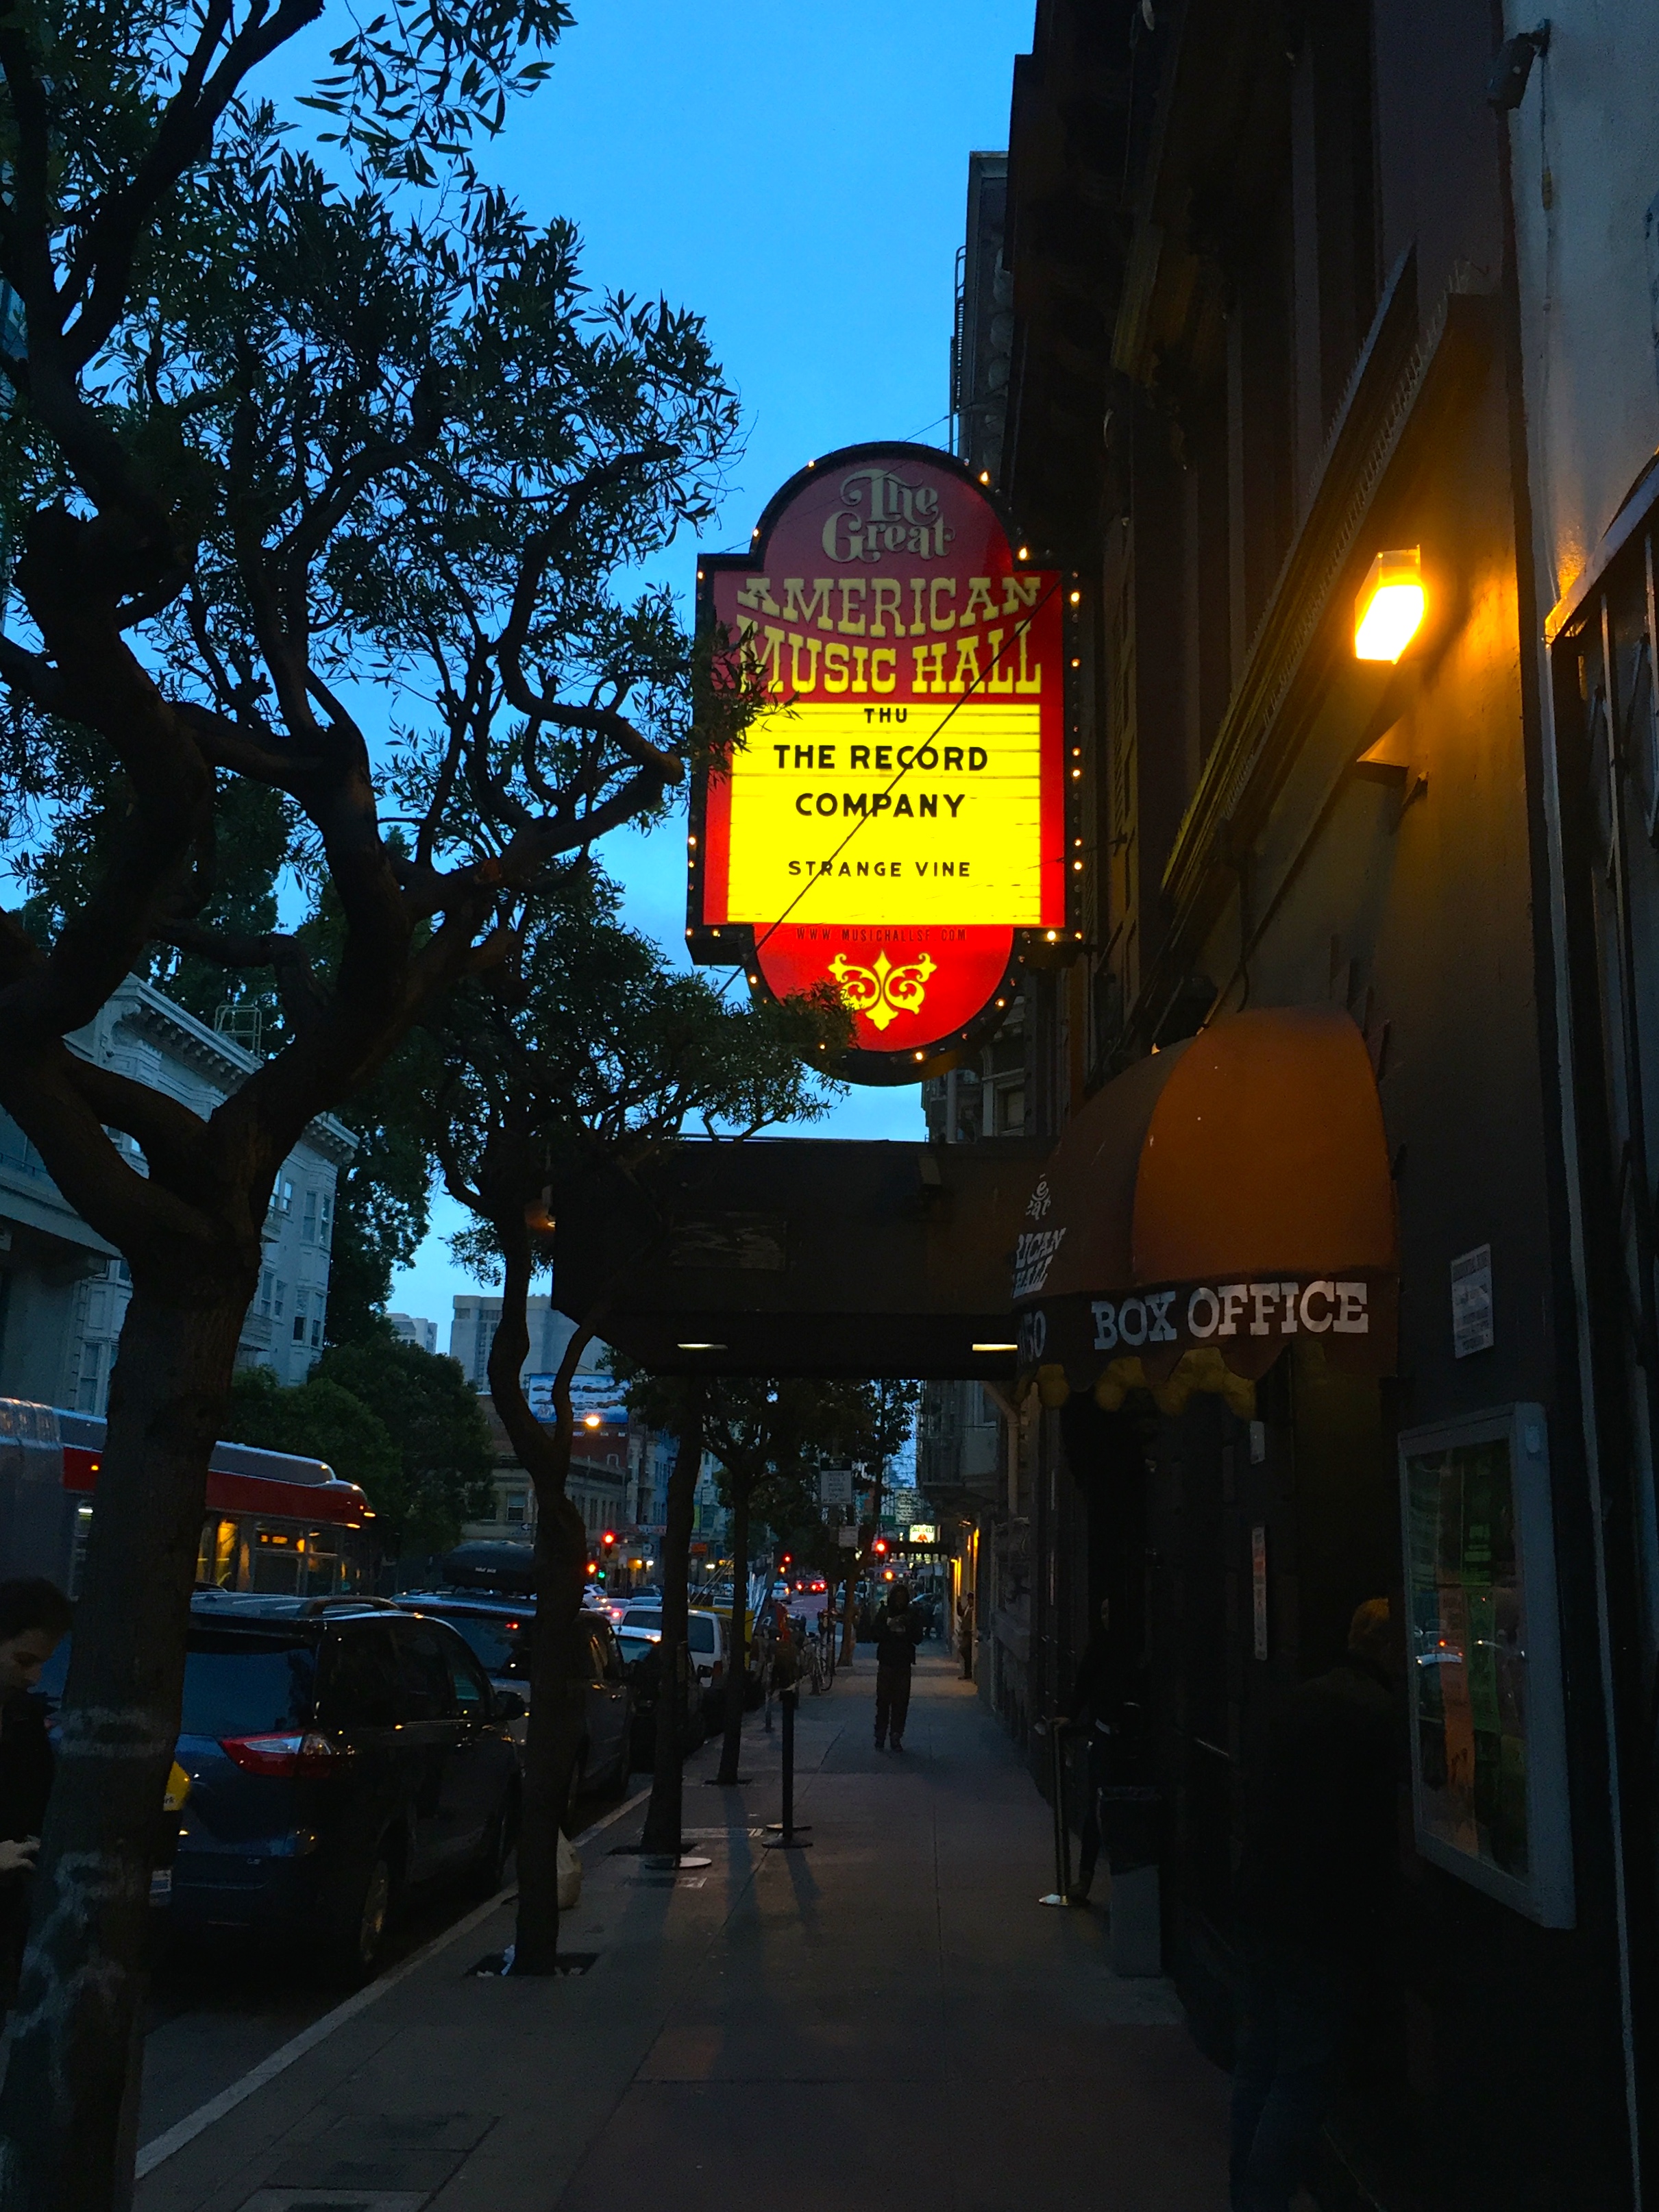 The
Great
AMERICAN
MUSIC HALL
THU
THE RECORD
COMPANY
STRANGE VINE
WWW.MUSICHALLSF.COM
BOX OFFICE